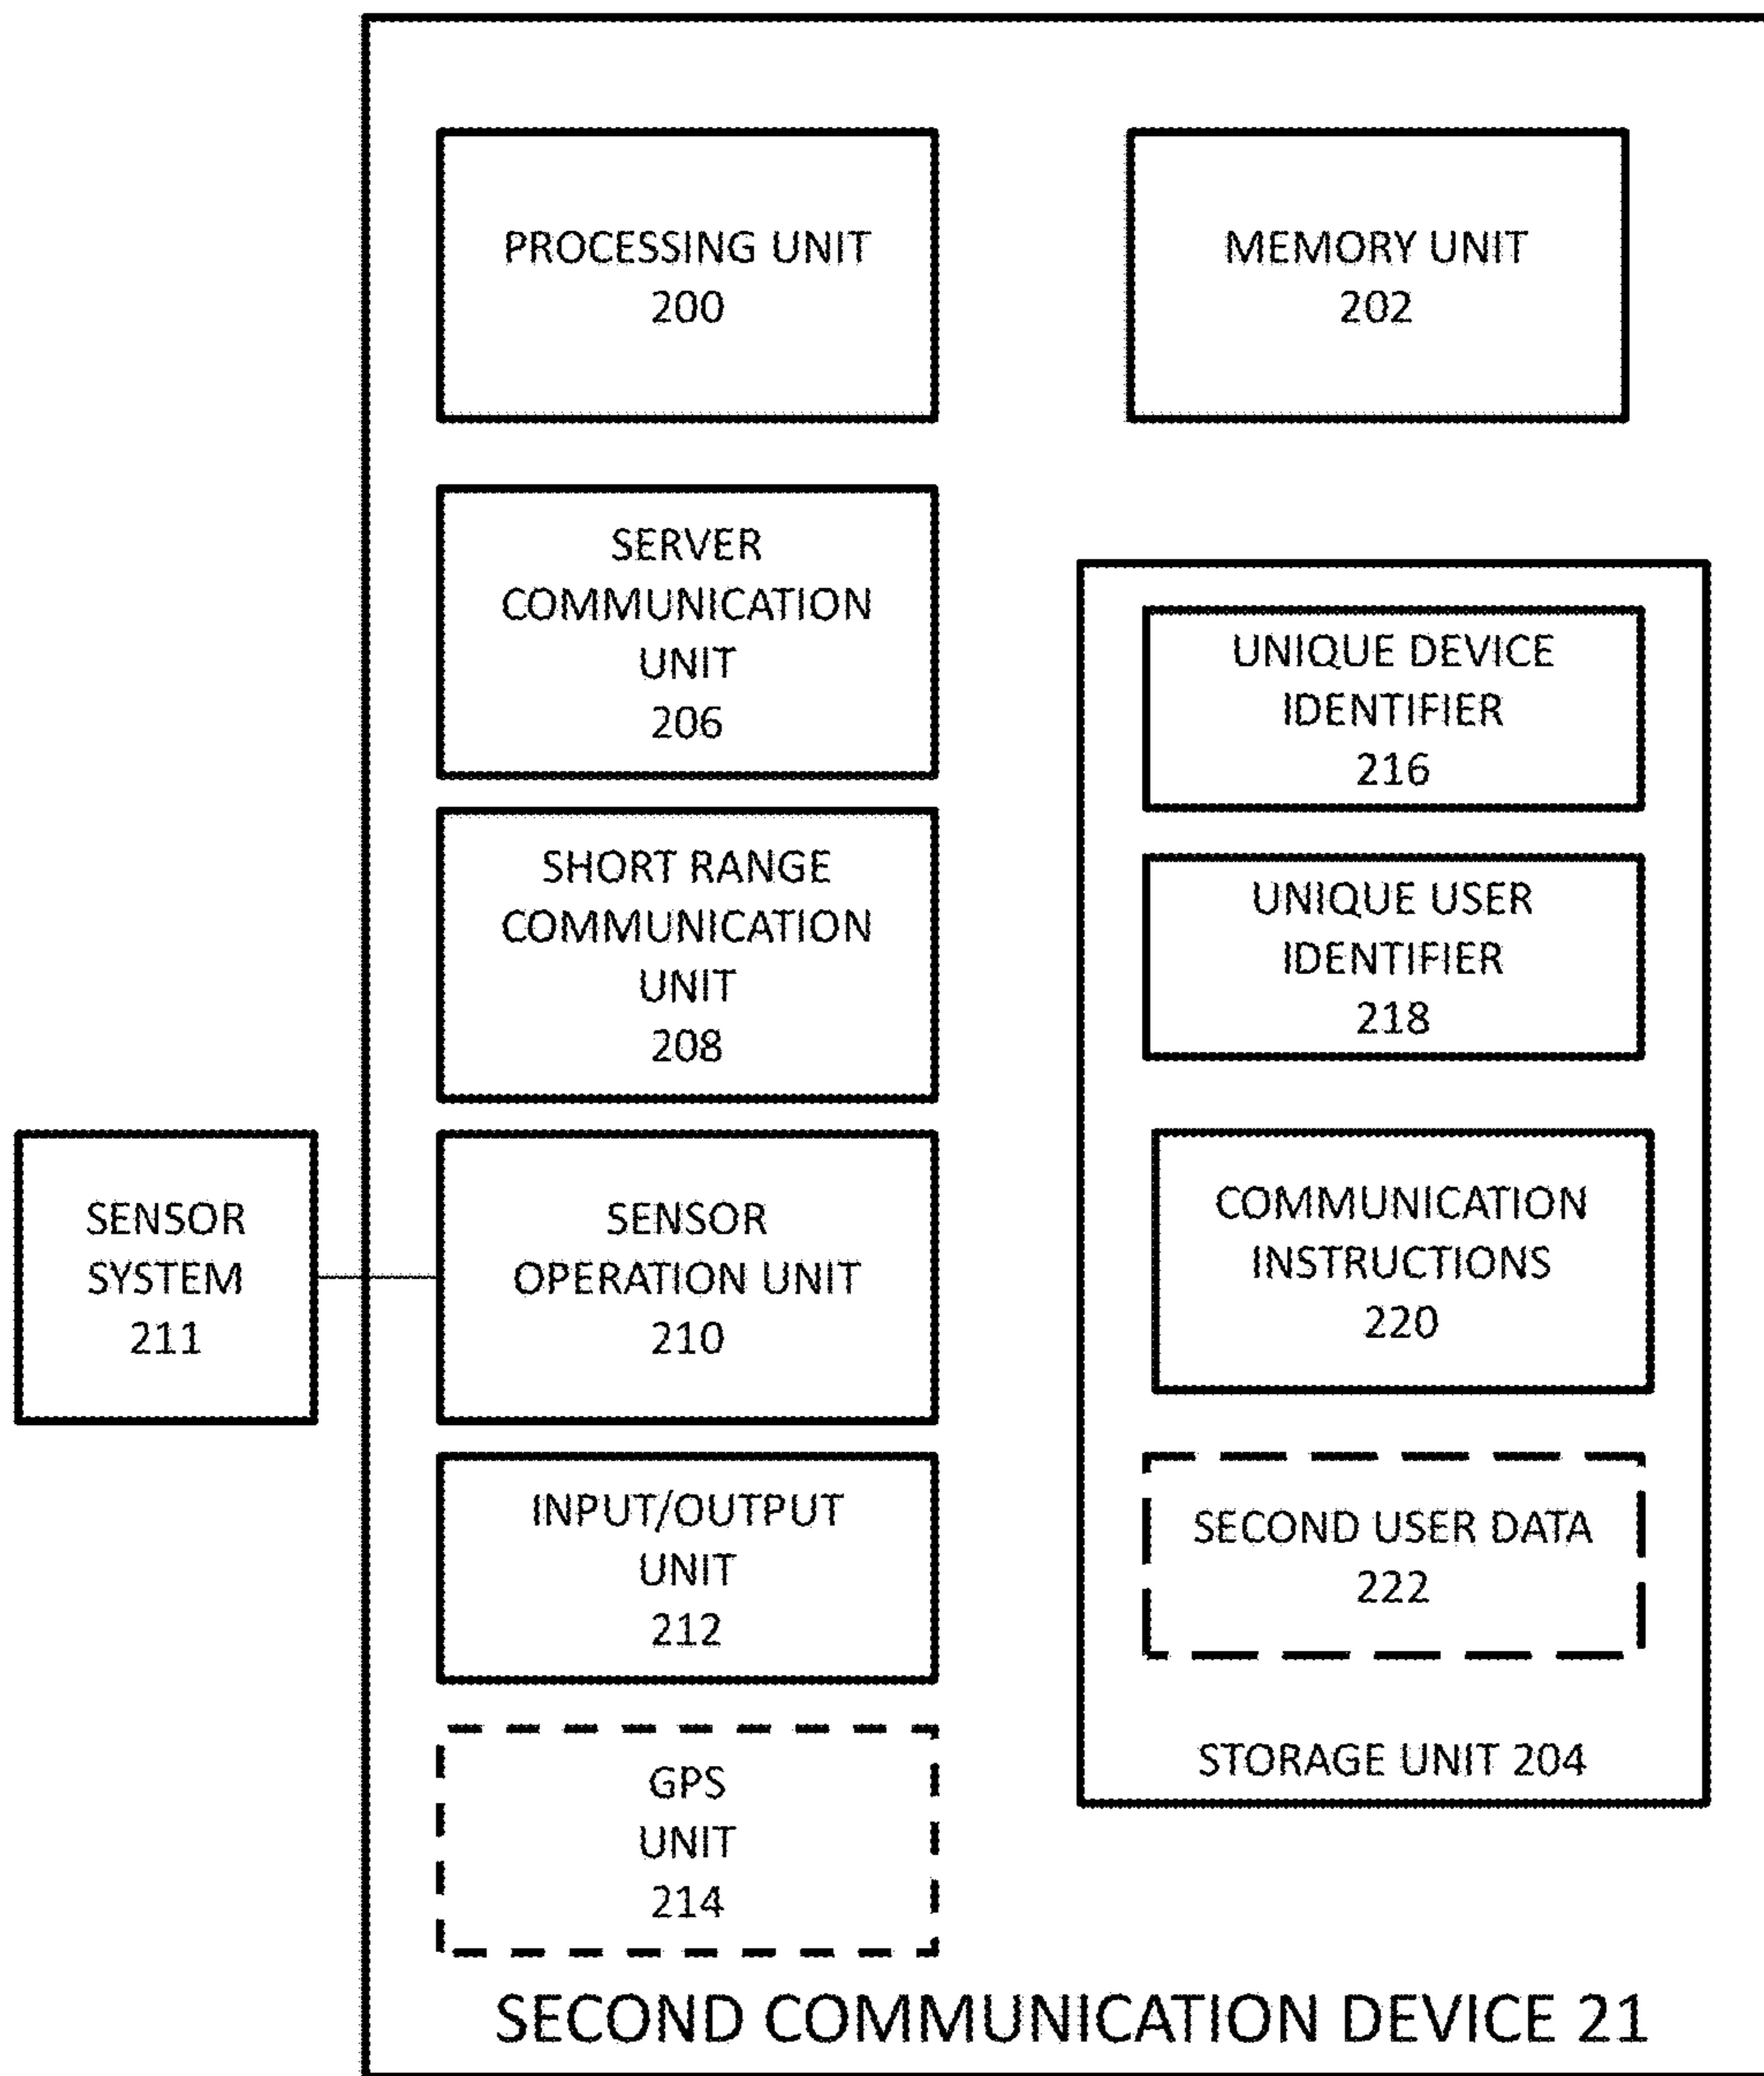 PROCESSING UNIT
200
MEMORY UNIT
202
SERVER
COMMUNICATION
UNIT
206
SHORT RANGE
COMMUNICATION
UNIT
208
SENSOR
SYSTEM
211
SENSOR
OPERATION UNIT
210
INPUT/OUTPUT
UNIT
212
GPS
UNIT
214
UNIQUE DEVICE
IDENTIFIER
216
UNIQUE USER
IDENTIFIER
218
COMMUNICATION
INSTRUCTIONS
220
SECOND USER DATA
222
STORAGE UNIT 204
SECOND COMMUNICATION DEVICE 21